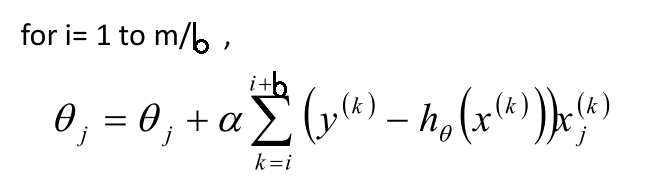 for i= 1 to m/b ,
θ_j = θ_j + α ∑_{k=i}^{i+b} (y^{(k)} − h_θ(x^{(k)}))x_j^{(k)}